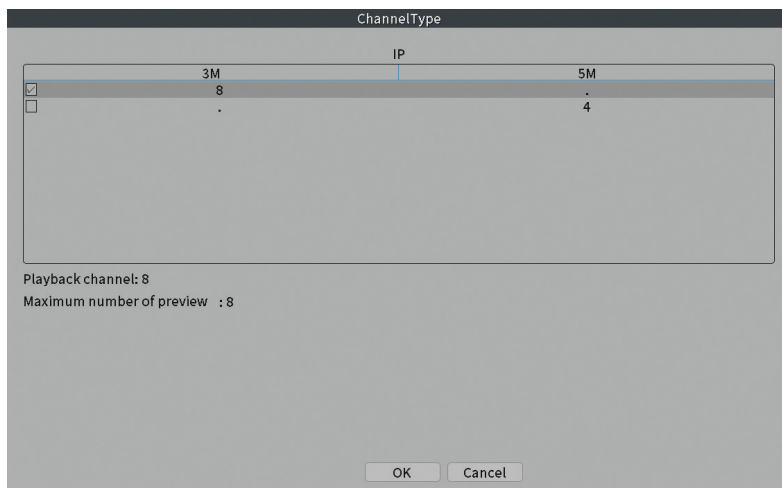 ChannelType
IP
3M 5M
8 .
. 4
Playback channel: 8
Maximum number of preview : 8
OK Cancel